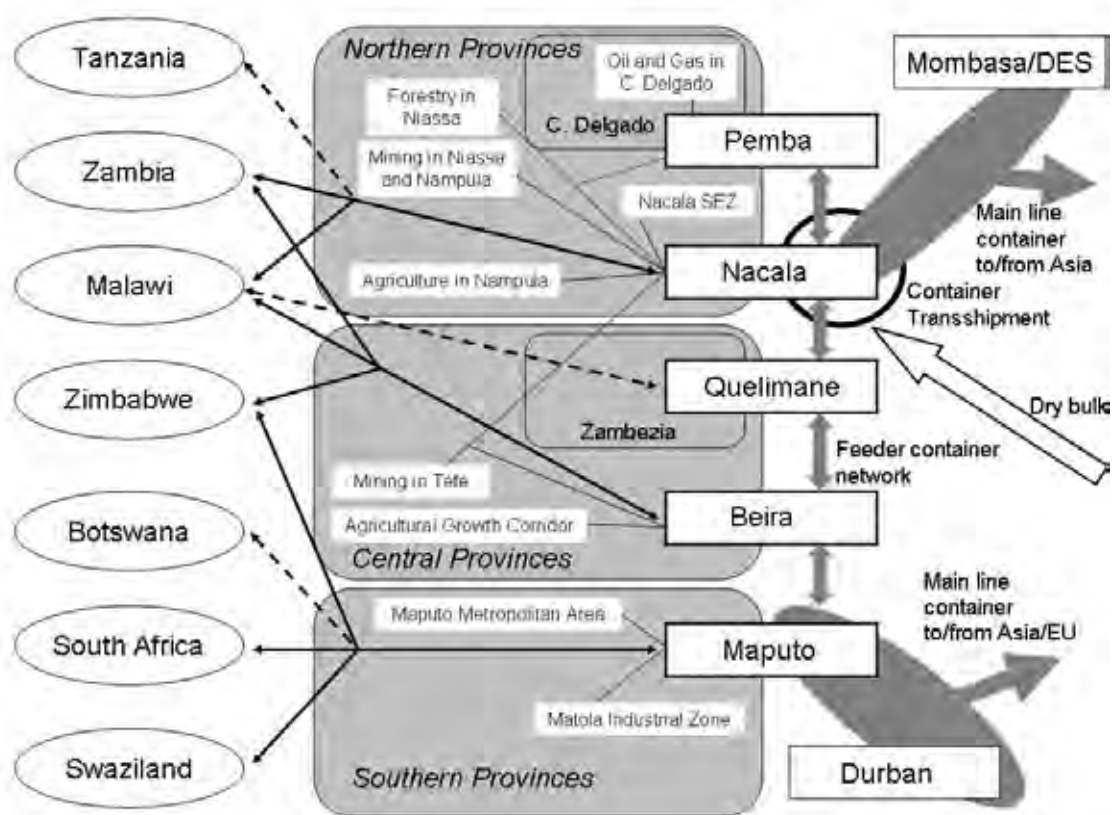 Tanzania
Zambia
Malawi
Zimbabwe
Botswana
South Africa
Swaziland
Northern Provinces
Oil and Gas in
C. Delgado
C. Delgado
Forestry in
Niassa
Mining in Niassa
and Nampula
Nacala SEZ
Agriculture in Nampula
Zambezia
Mining in Tete
Agricultural Growth Corridor
Central Provinces
Maputo Metropolitan Area
Matola Industrial Zone
Southern Provinces
Mombasa/DES
Pemba
Nacala
Quelimane
Beira
Maputo
Durban
Main line
container
to/from Asia
Container
Transshipment
Dry bulk
Feeder container
network
Main line
container
to/from Asia/EU